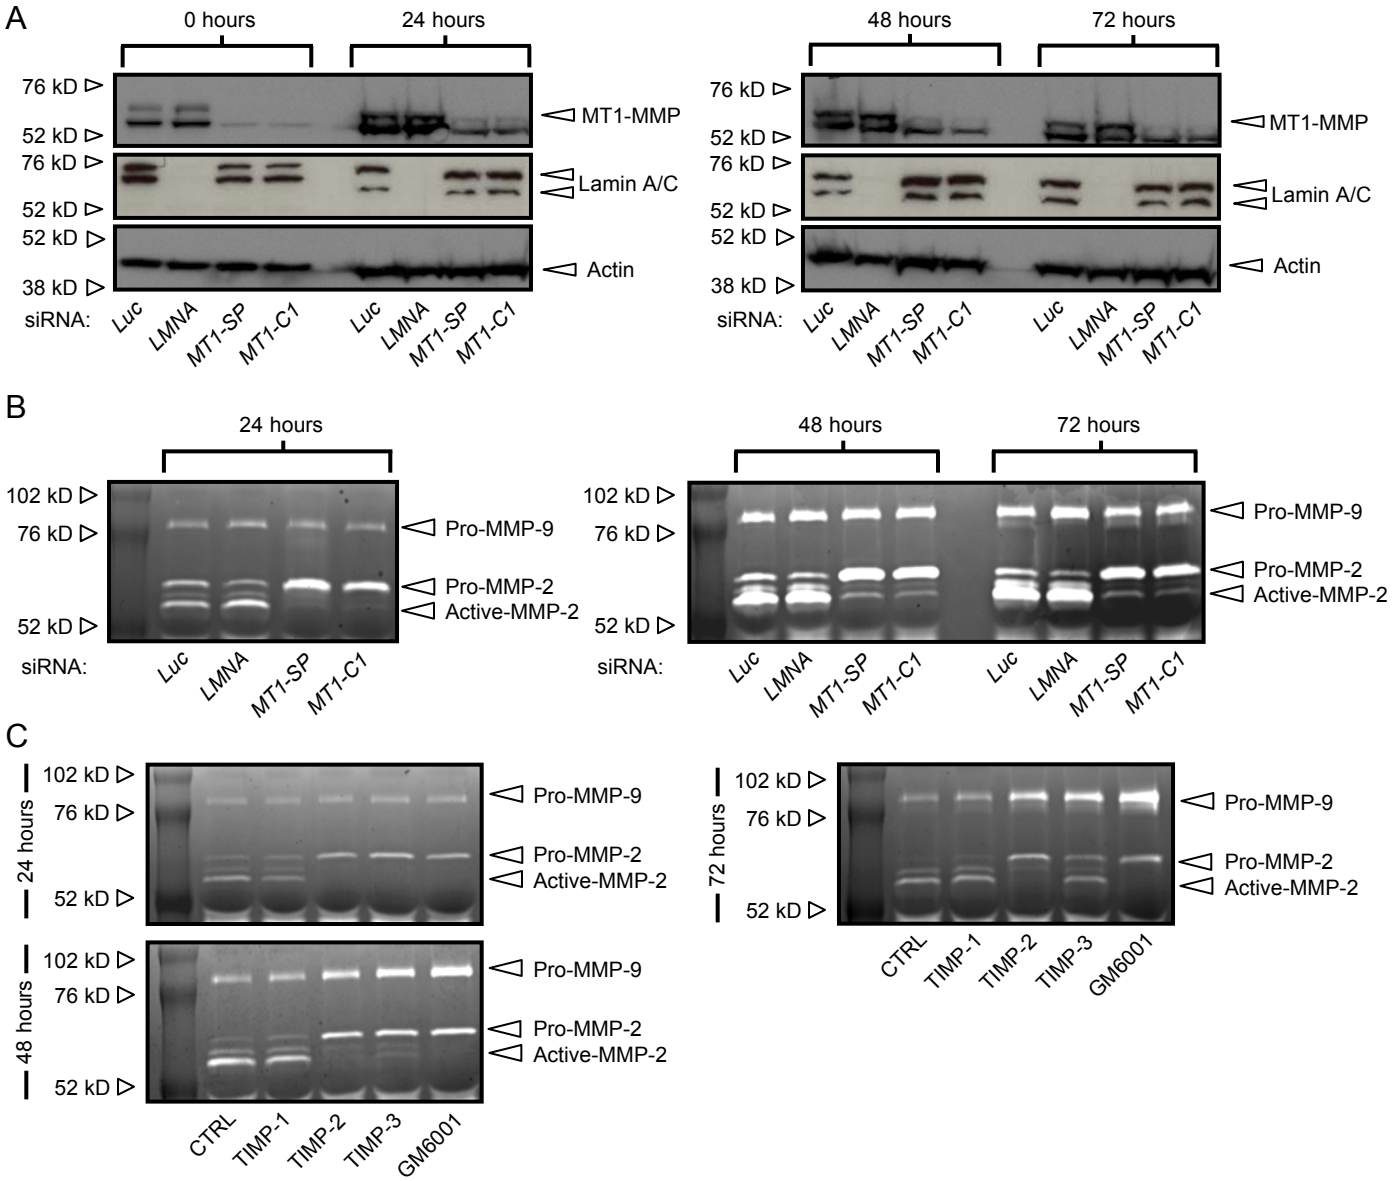 A
0 hours
24 hours
48 hours
72 hours
76 kD
52 kD
MT1-MMP
76 kD
52 kD
Lamin A/C
52 kD
38 kD
Actin
siRNA:
Luc
LMNA
MT1-SP
MT1-C1
Luc
LMNA
MT1-SP
MT1-C1
76 kD
52 kD
MT1-MMP
76 kD
52 kD
Lamin A/C
52 kD
38 kD
Actin
siRNA:
Luc
LMNA
MT1-SP
MT1-C1
Luc
LMNA
MT1-SP
MT1-C1
B
24 hours
102 kD
76 kD
52 kD
Pro-MMP-9
Pro-MMP-2
Active-MMP-2
siRNA:
Luc
LMNA
MT1-SP
MT1-C1
48 hours
72 hours
102 kD
76 kD
52 kD
Pro-MMP-9
Pro-MMP-2
Active-MMP-2
siRNA:
Luc
LMNA
MT1-SP
MT1-C1
Luc
LMNA
MT1-SP
MT1-C1
C
24 hours
102 kD
76 kD
52 kD
Pro-MMP-9
Pro-MMP-2
Active-MMP-2
48 hours
102 kD
76 kD
52 kD
Pro-MMP-9
Pro-MMP-2
Active-MMP-2
CTRL
TIMP-1
TIMP-2
TIMP-3
GM6001
72 hours
102 kD
76 kD
52 kD
Pro-MMP-9
Pro-MMP-2
Active-MMP-2
CTRL
TIMP-1
TIMP-2
TIMP-3
GM6001